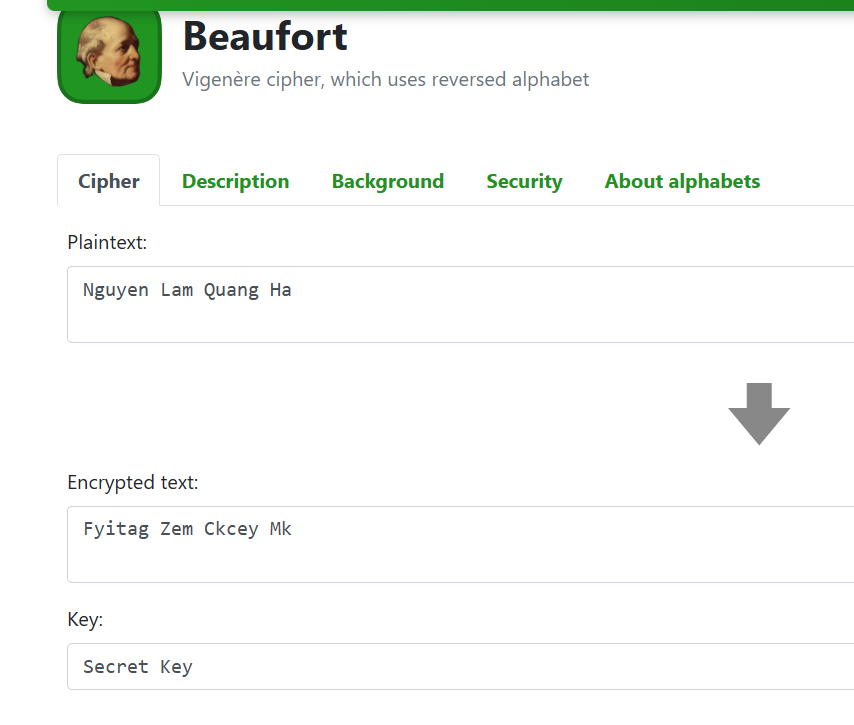 Beaufort
Vigenère cipher, which uses reversed alphabet
Cipher Description Background Security About alphabets
Plaintext:
Nguyen Lam Quang Ha
Encrypted text:
Fyitag Zem Ckcey Mk
Key:
Secret Key